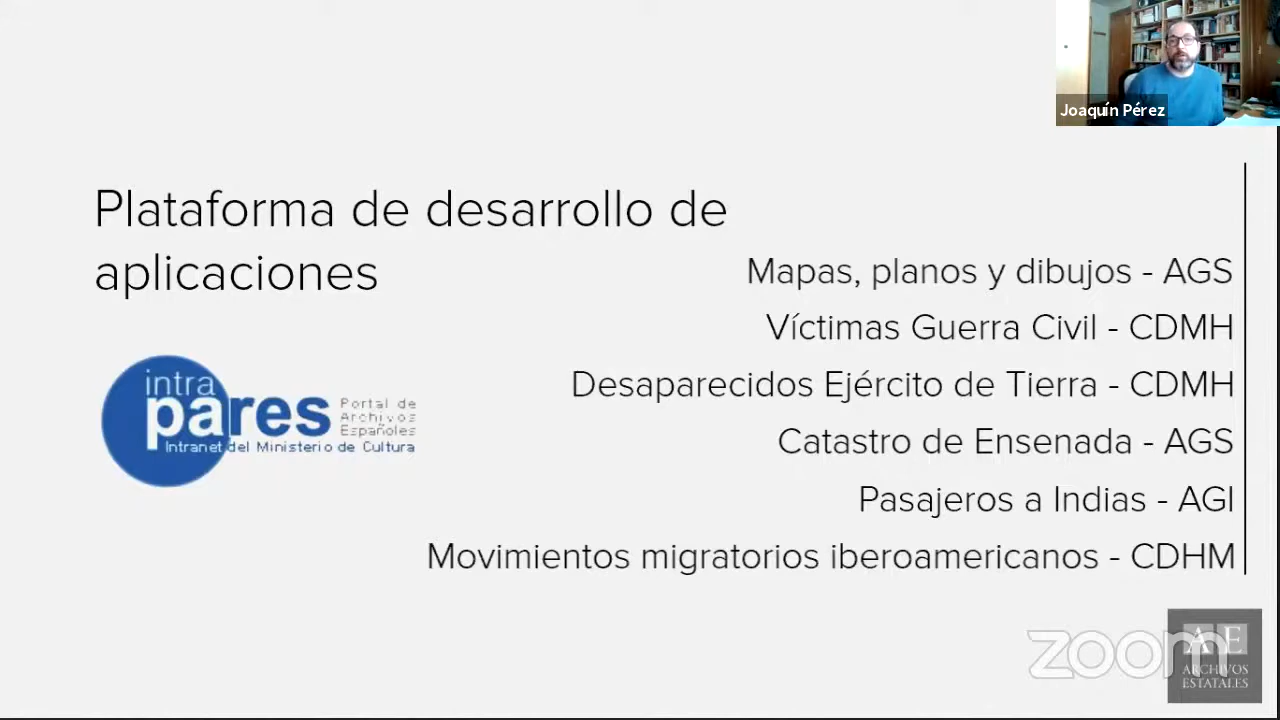 Joaquín Pérez
Plataforma de desarrollo de
aplicaciones
Mapas, planos y dibujos - AGS
Víctimas Guerra Civil - CDMH
Desaparecidos Ejército de Tierra - CDMH
Catastro de Ensenada - AGS
Pasajeros a Indias - AGI
Movimientos migratorios iberoamericanos - CDHM
intra
pares
Portal de
Archivos
Españoles
Intranet del Ministerio de Cultura
zoom
A E
ARCHIVOS
ESTATALES